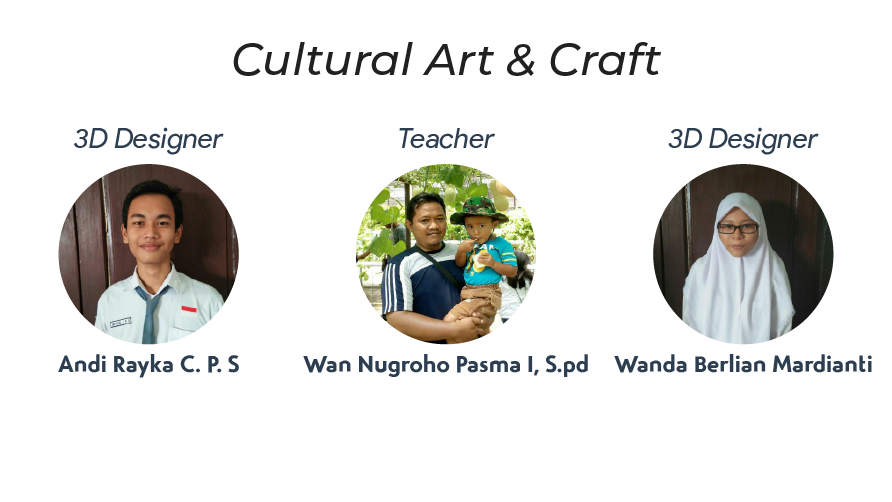 Cultural Art & Craft
3D Designer
Teacher
3D Designer
Andi Rayka C. P. S
Wan Nugroho Pasma I, S.pd
Wanda Berlian Mardianti